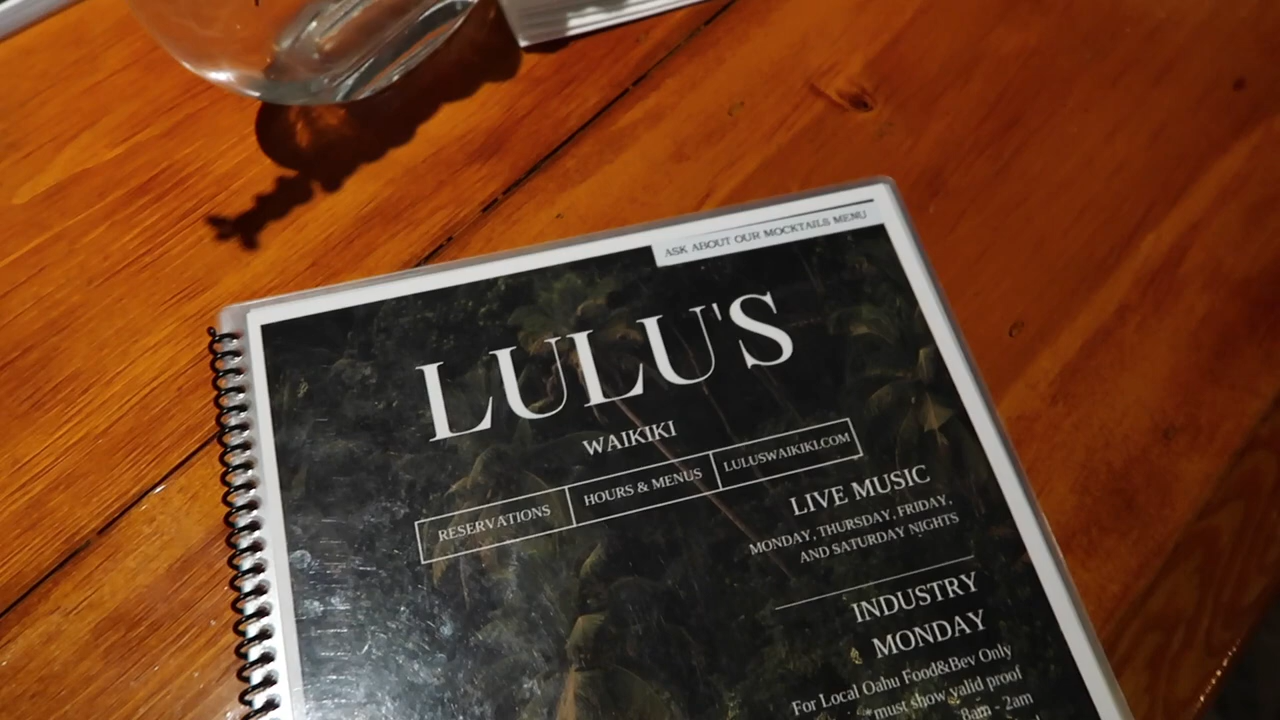 ASK ABOUT OUR MOCKTAILS MENU
LULU'S
WAIKIKI
RESERVATIONS
HOURS & MENUS
LULUSWAIKIKI.COM
LIVE MUSIC
MONDAY, THURSDAY, FRIDAY,
AND SATURDAY NIGHTS
INDUSTRY
MONDAY
For Local Oahu Food&Bev Only
*must show valid proof
8am - 2am